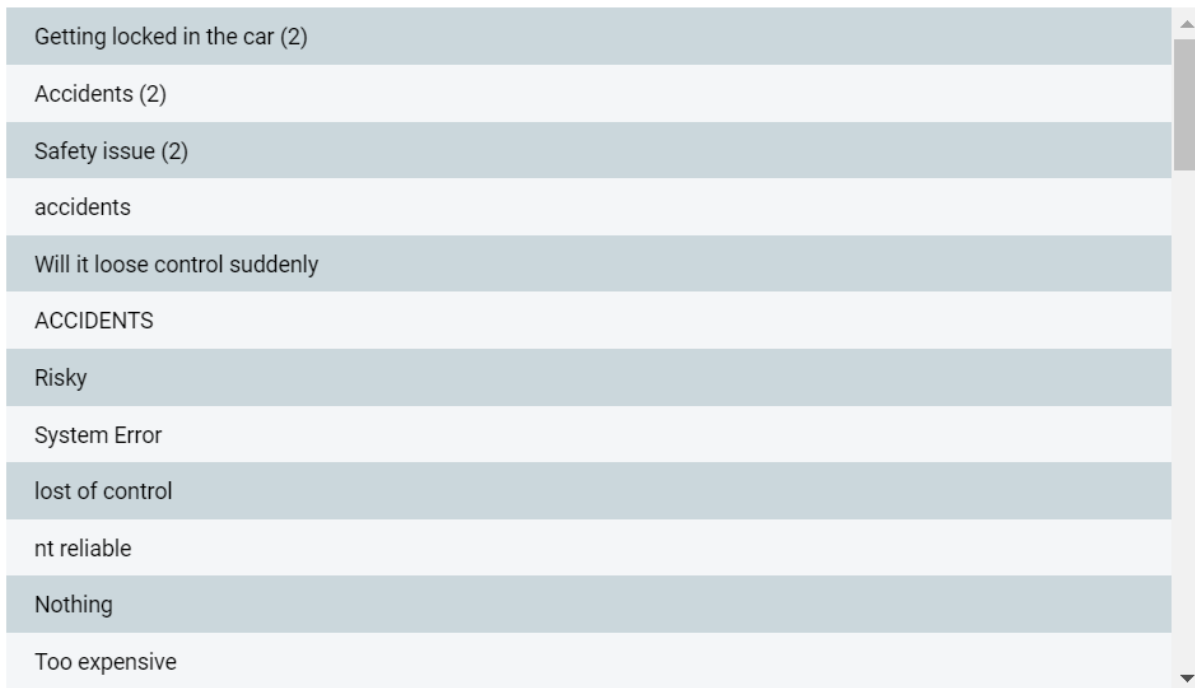 Getting locked in the car (2)
Accidents (2)
Safety issue (2)
accidents
Will it loose control suddenly
ACCIDENTS
Risky
System Error
lost of control
nt reliable
Nothing
Too expensive